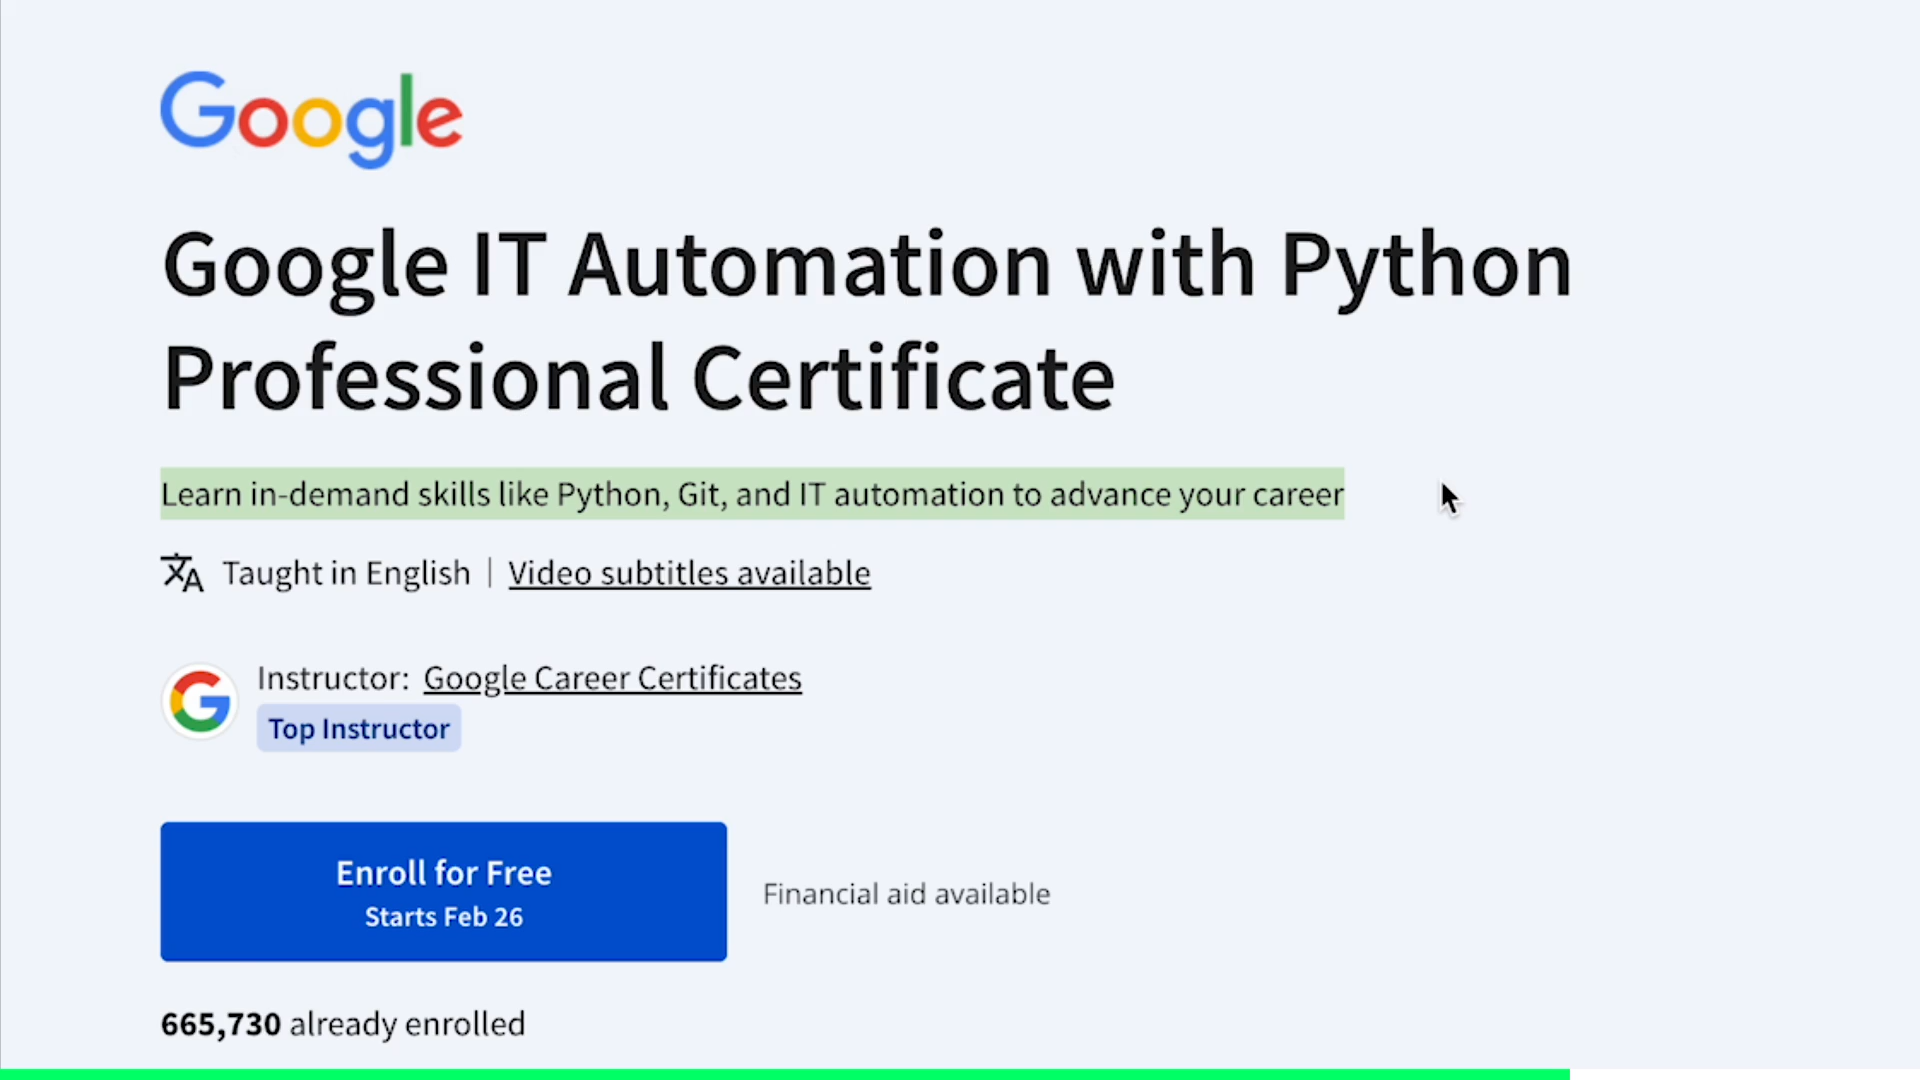 Google
Google IT Automation with Python
Professional Certificate
Learn in-demand skills like Python, Git, and IT automation to advance your career
Taught in English | Video subtitles available
Instructor: Google Career Certificates
Top Instructor
Enroll for Free
Starts Feb 26
Financial aid available
665,730 already enrolled